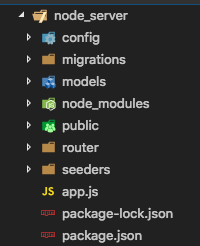 node_server
config
migrations
models
node_modules
public
router
seeders
JS app.js
package-lock.json
package.json